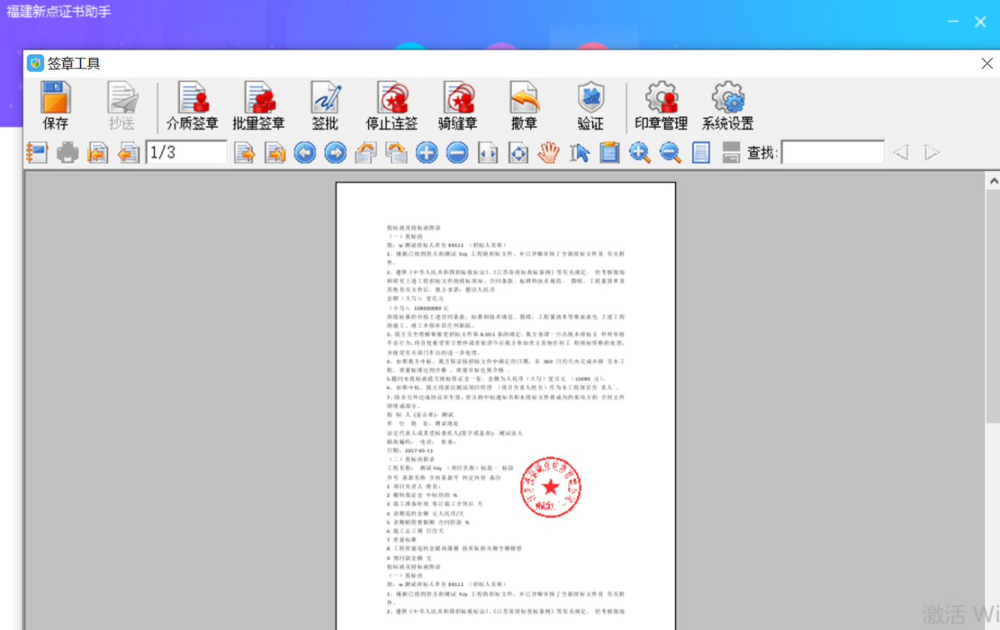 福建新点证书助手
签章工具
保存 抄送 介质签章 批量签章 签批 停止连签 骑缝章 撤章 验证 印章管理 系统设置
1/3 查找:
投标函及投标函附录
（一）投标函
致：w 测试招标人单位 00111 （招标人名称）
1、根据已收到贵方的测试 hzy 工程的招标文件，并已详细审核了全部招标文件及 有关附
件。
2、遵照《中华人民共和国招标投标法》、《江苏省招标投标条例》等有关规定， 经考察现场
和研究上述工程招标文件的投标须知、合同条款、标准和技术规范、 图纸、工程量清单及
其他有关文件后，我方承诺：愿以人民币
金额（大写）：壹亿元
（小写）：100000000 元
的投标报价并按上述合同条款、标准和技术规范、图纸、工程量清单等要求承包 上述工程
的施工、竣工并修补其任何缺陷。
3、我方完全理解和接受招标文件第 8.10.1 条的规定，我方承诺一旦出现本招标文 件列举的
不良行为，将自觉接受贵方暂停或者取消今后我方参加贵方其他任何工 程投标资格的处理，
并接受有关部门作出的进一步处理。
4、如果我方中标，我方保证按招标文件中规定的日期，在 360 日历天内完成并移 交本工
程，质量标准达到合格 ，质量目标达到合格 。
5.随同本投标函提交投标保证金一份，金额为人民币（大写）壹万元 （10000 元）。
6、如果中标，我方将派出测试项目经理 （项目负责人姓名）作为本工程项目负 责人 。
7、除非另外达成协议并生效，贵方的中标通知书和本投标文件将成为约束双方的 合同文件
的组成部分。
投 标 人（盖公章）：测试
单 位 地 址：测试地址
法定代表人或其受权委托人(签字或盖章)：测试法人
邮政编码： 电话： 传真：
日期：2017-05-11
（二）投标函附录
工程名称： 测试 hzy （项目名称）标段一 标段
序号 条款名称 合同条款号 约定内容 备注
1 项目负责人 姓名：
2 履约保证金 中标价的 %
3 施工准备时间 签订施工合同后 天
4 误期违约金额 元人民币/天
5 误期赔偿费限额 合同价款 %
6 施工总工期 日历天
7 质量标准
8 工程质量违约金最高限额 按实际损失额全额赔偿
9 预付款金额 无
投标函及投标函附录
（一）投标函
致：w 测试招标人单位 00111 （招标人名称）
1、根据已收到贵方的测试 hzy 工程的招标文件，并已详细审核了全部招标文件及 有关附
件。
2、遵照《中华人民共和国招标投标法》、《江苏省招标投标条例》等有关规定， 经考察现场
激活 Wi